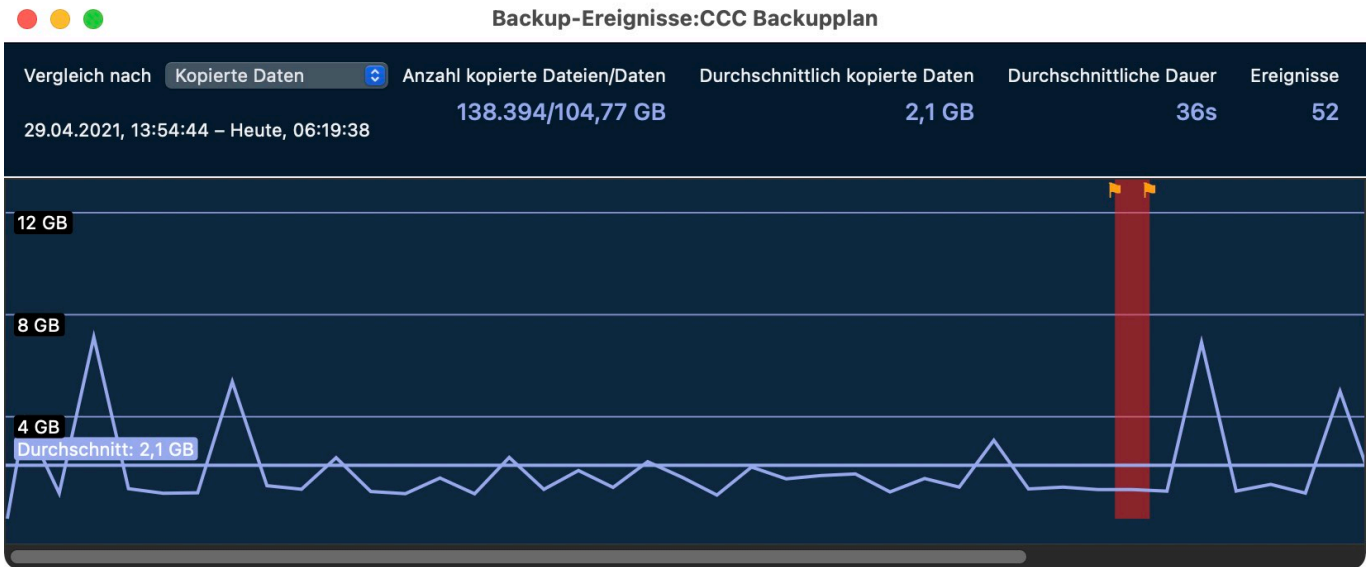 Backup-Ereignisse:CCC Backupplan
Vergleich nach Kopierte Daten Anzahl kopierte Dateien/Daten Durchschnittlich kopierte Daten Durchschnittliche Dauer Ereignisse
138.394/104,77 GB 2,1 GB 36s 52
29.04.2021, 13:54:44 – Heute, 06:19:38
12 GB
8 GB
4 GB
Durchschnitt: 2,1 GB